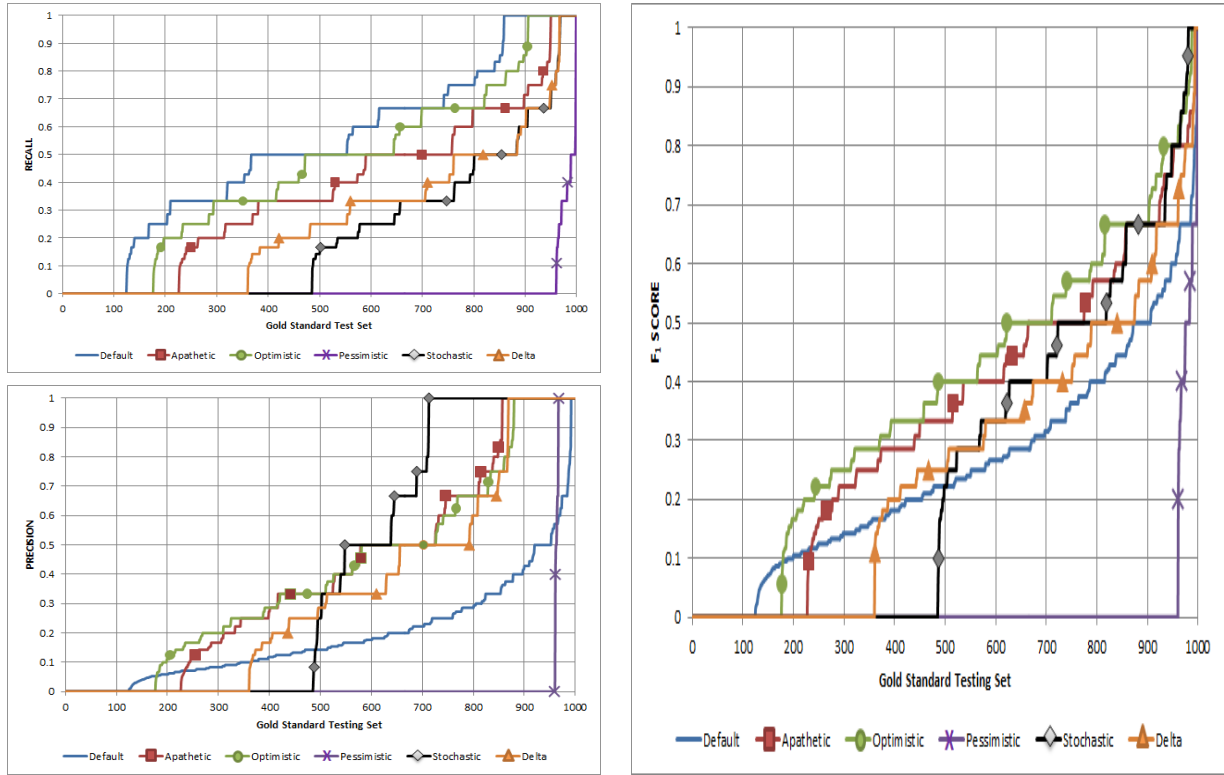 1
0.9
0.8
0.7
0.6
0.5
0.4
0.3
0.2
0.1
0
RECALL
0 100 200 300 400 500 600 700 800 900 1000
Gold Standard Test Set
Default Apathetic Optimistic Pessimistic Stochastic Delta
1
0.9
0.8
0.7
0.6
0.5
0.4
0.3
0.2
0.1
0
PRECISION
0 100 200 300 400 500 600 700 800 900 1000
Gold Standard Testing Set
Default Apathetic Optimistic Pessimistic Stochastic Delta
1
0.9
0.8
0.7
0.6
0.5
0.4
0.3
0.2
0.1
0
F₁ SCORE
0 100 200 300 400 500 600 700 800 900 1000
Gold Standard Testing Set
Default Apathetic Optimistic Pessimistic Stochastic Delta